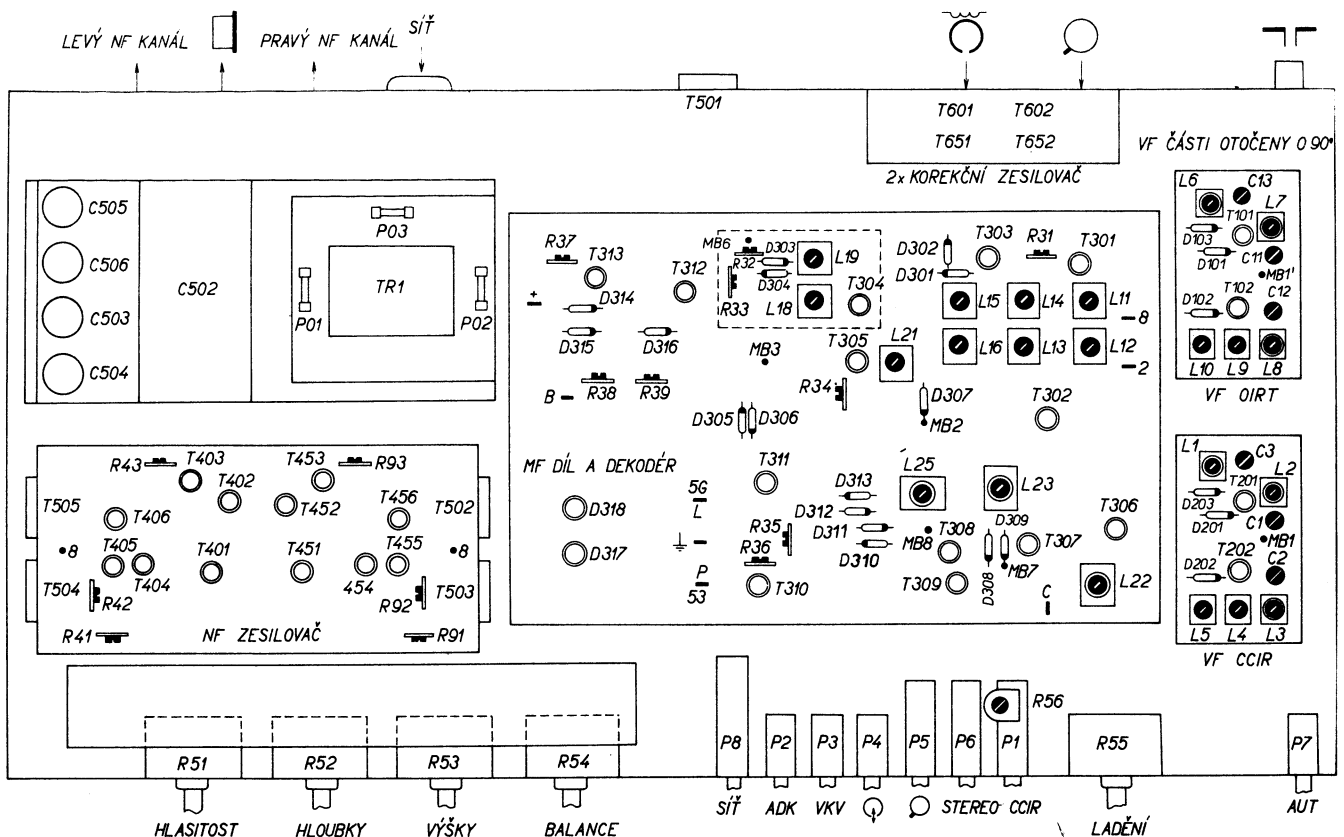 LEVÝ NF KANÁL
PRAVÝ NF KANÁL
SÍŤ
T501
T601 T602
T651 T652
2x KOREKČNÍ ZESILOVAČ
VF ČÁSTI OTOČENY O 90°
C505
C506
C503
C504
C502
P03
P01
TR1
P02
R37
T313
T312
+
D314
D315
D316
B
R38
R39
MB6
D303
R32
D304
R33
L19
L18
T304
MB3
T305
L21
R34
D305
D306
D302
D301
T303
R31
T301
L15
L14
L11
8
L16
L13
L12
2
D307
MB2
T302
L6
C13
L7
T101
D103
D101
C11
MB1'
T102
C12
D102
L10
L9
L8
VF OIRT
R43
T403
T453
R93
T402
T452
T505
T406
T456
T502
8
T405
T404
T401
T451
454
T455
8
T504
R42
R92
T503
R41
NF ZESILOVAČ
R91
MF DÍL A DEKODÉR
D318
D317
T311
5G
L
P
53
R35
R36
T310
D313
D312
D311
D310
L25
L23
T306
MB8
T308
T309
D309
D308
MB7
T307
C
L22
L1
C3
L2
T201
D203
D201
C1
MB1
T202
C2
D202
L5
L4
L3
VF CCIR
R51
R52
R53
R54
P8
P2
P3
P4
P5
P6
P1
R56
R55
P7
HLASITOST
HLOUBKY
VÝŠKY
BALANCE
SÍŤ
ADK
VKV
STEREO
CCIR
LADĚNÍ
AUT